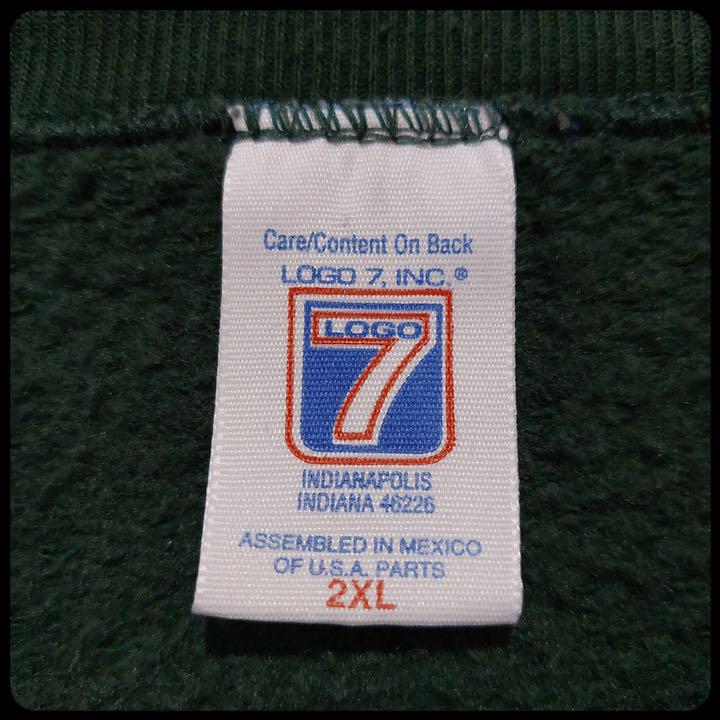 Care/Content On Back
LOGO 7, INC.®
LOGO
7
INDIANAPOLIS
INDIANA 46226
ASSEMBLED IN MEXICO
OF U.S.A. PARTS
2XL